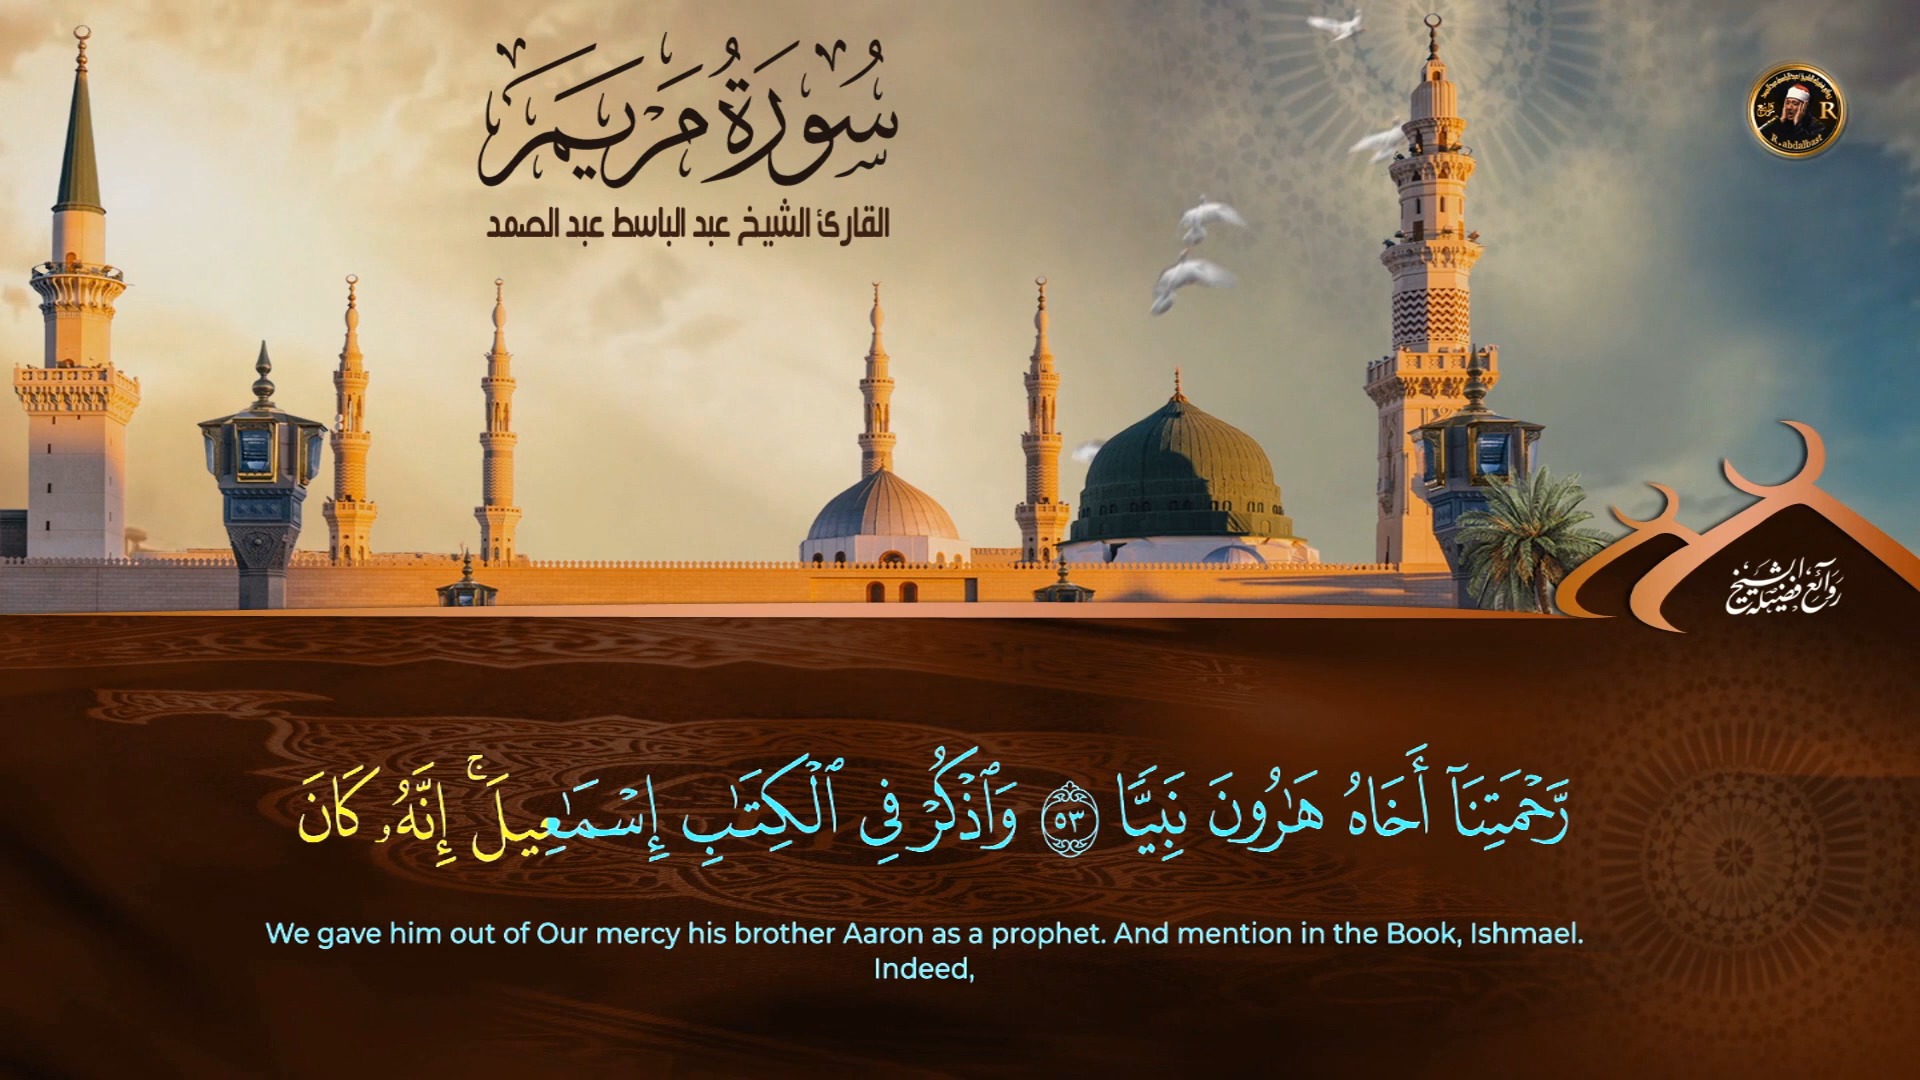 سُورَةُ مَرْيَمَ
القارئ الشيخ عبد الباسط عبد الصمد
R
R . abdalbast
روائع فضيلة الشيخ
رَّحْمَتِنَآ أَخَاهُ هَٰرُونَ نَبِيًّا ٥٣ وَٱذْكُرْ فِى ٱلْكِتَٰبِ إِسْمَٰعِيلَ ۚ إِنَّهُۥ كَانَ
We gave him out of Our mercy his brother Aaron as a prophet. And mention in the Book, Ishmael.
Indeed,